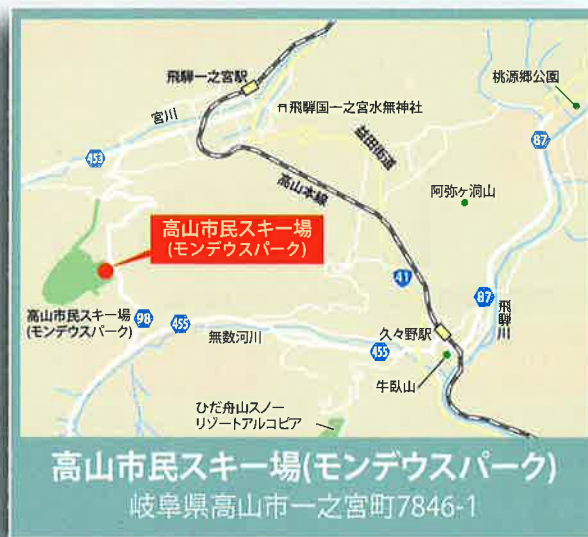 飛騨一之宮駅
桃源郷公園
宮川
飛騨国一之宮水無神社
益田街道
87
453
高山本線
阿弥ヶ洞山
高山市民スキー場
(モンデウスパーク)
41
87
飛騨川
高山市民スキー場
(モンデウスパーク)
98
455
無数河川
久々野駅
455
牛臥山
ひだ舟山スノー
リゾートアルコピア
高山市民スキー場(モンデウスパーク)
岐阜県高山市一之宮町7846-1